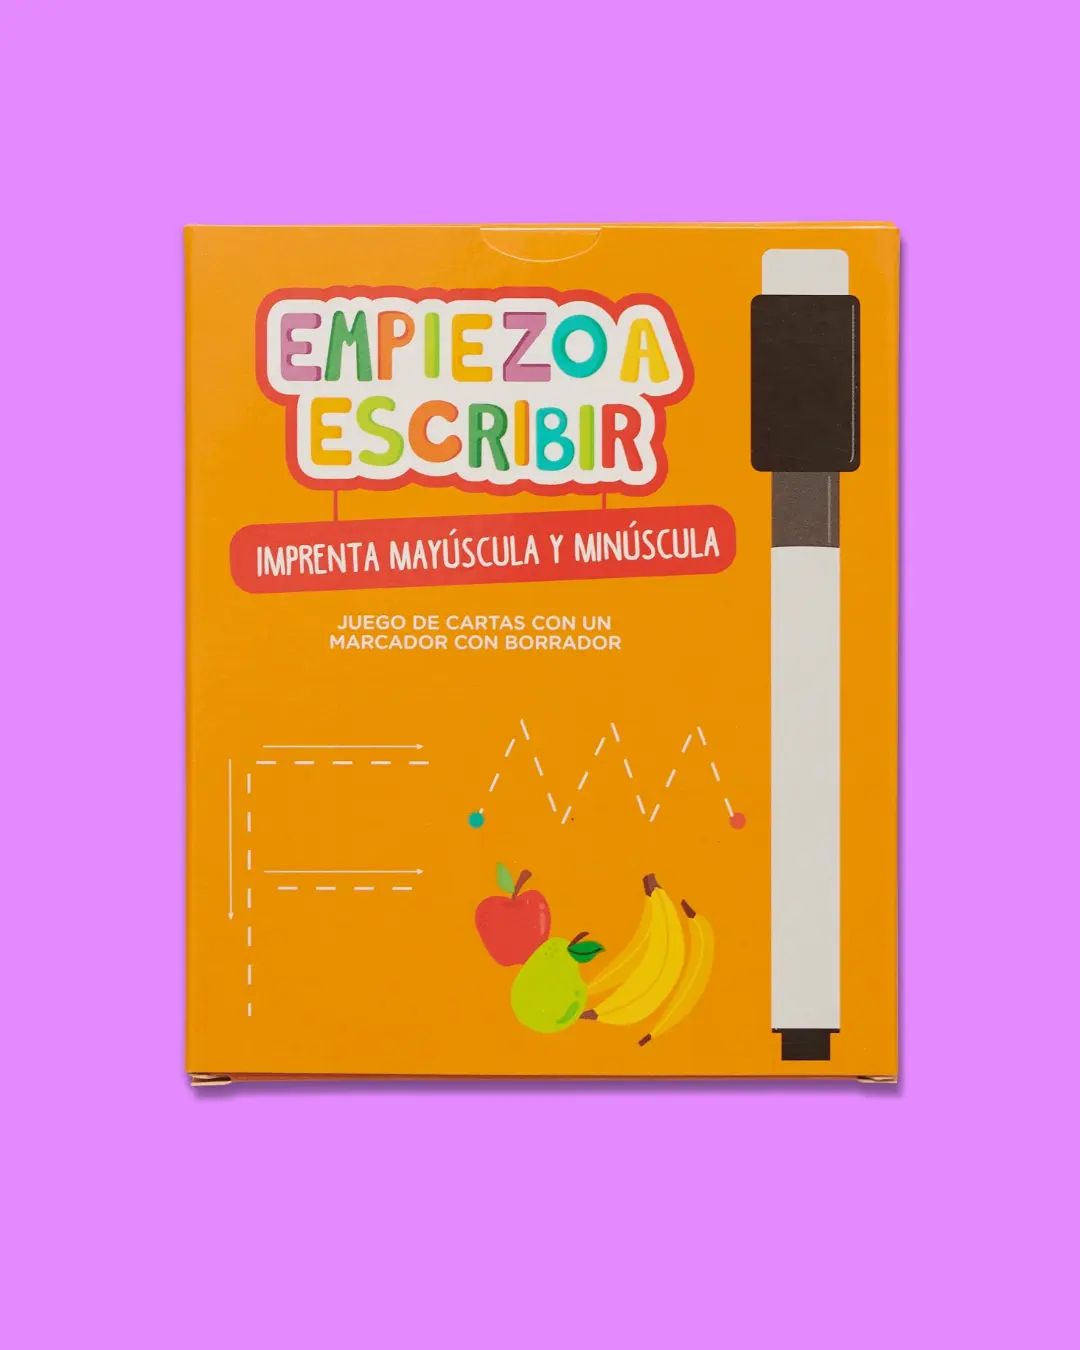 EMPIEZO A
ESCRIBIR
IMPRENTA MAYÚSCULA Y MINÚSCULA
JUEGO DE CARTAS CON UN
MARCADOR CON BORRADOR